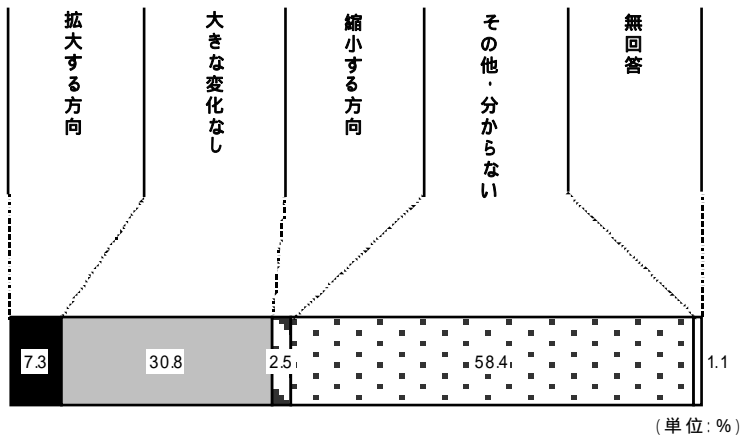 拡大する方向
大きな変化なし
縮小する方向
その他・分からない
無回答
7.3
30.8
2.5
58.4
1.1
(単位:%)